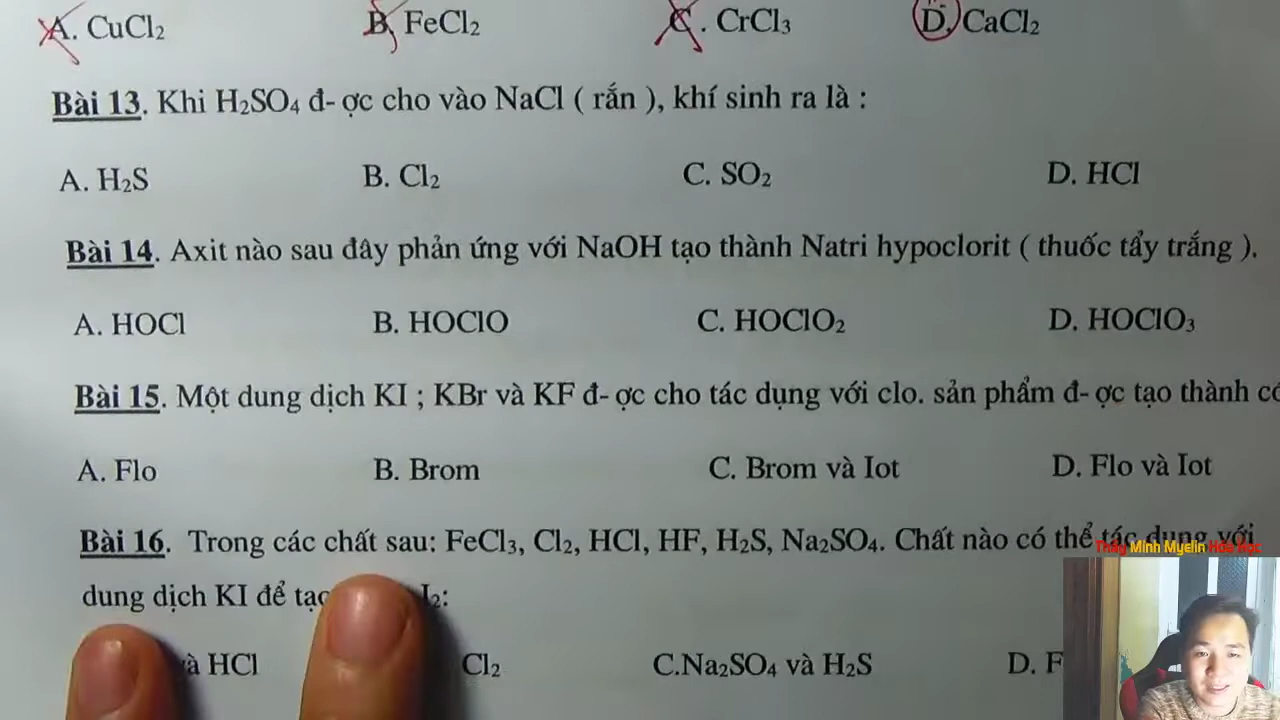 A. CuCl₂ B. FeCl₂ C. CrCl₃ D. CaCl₂
Bài 13. Khi H₂SO₄ đ- ợc cho vào NaCl ( rắn ), khí sinh ra là :
A. H₂S B. Cl₂ C. SO₂ D. HCl
Bài 14. Axit nào sau đây phản ứng với NaOH tạo thành Natri hypoclorit ( thuốc tẩy trắng ).
A. HOCl B. HOClO C. HOClO₂ D. HOClO₃
Bài 15. Một dung dịch KI ; KBr và KF đ- ợc cho tác dụng với clo. sản phẩm đ- ợc tạo thành có
A. Flo B. Brom C. Brom và Iot D. Flo và Iot
Bài 16. Trong các chất sau: FeCl₃, Cl₂, HCl, HF, H₂S, Na₂SO₄. Chất nào có thể tác dụng với
Thầy Minh Myelin Hóa Học
dung dịch KI để I₂:
HCl Cl₂ C.Na₂SO₄ và H₂S D.